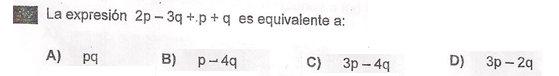 La expresión 2p – 3q +.p + q es equivalente a:
A) pq B) p – 4q C) 3p – 4q D) 3p – 2q